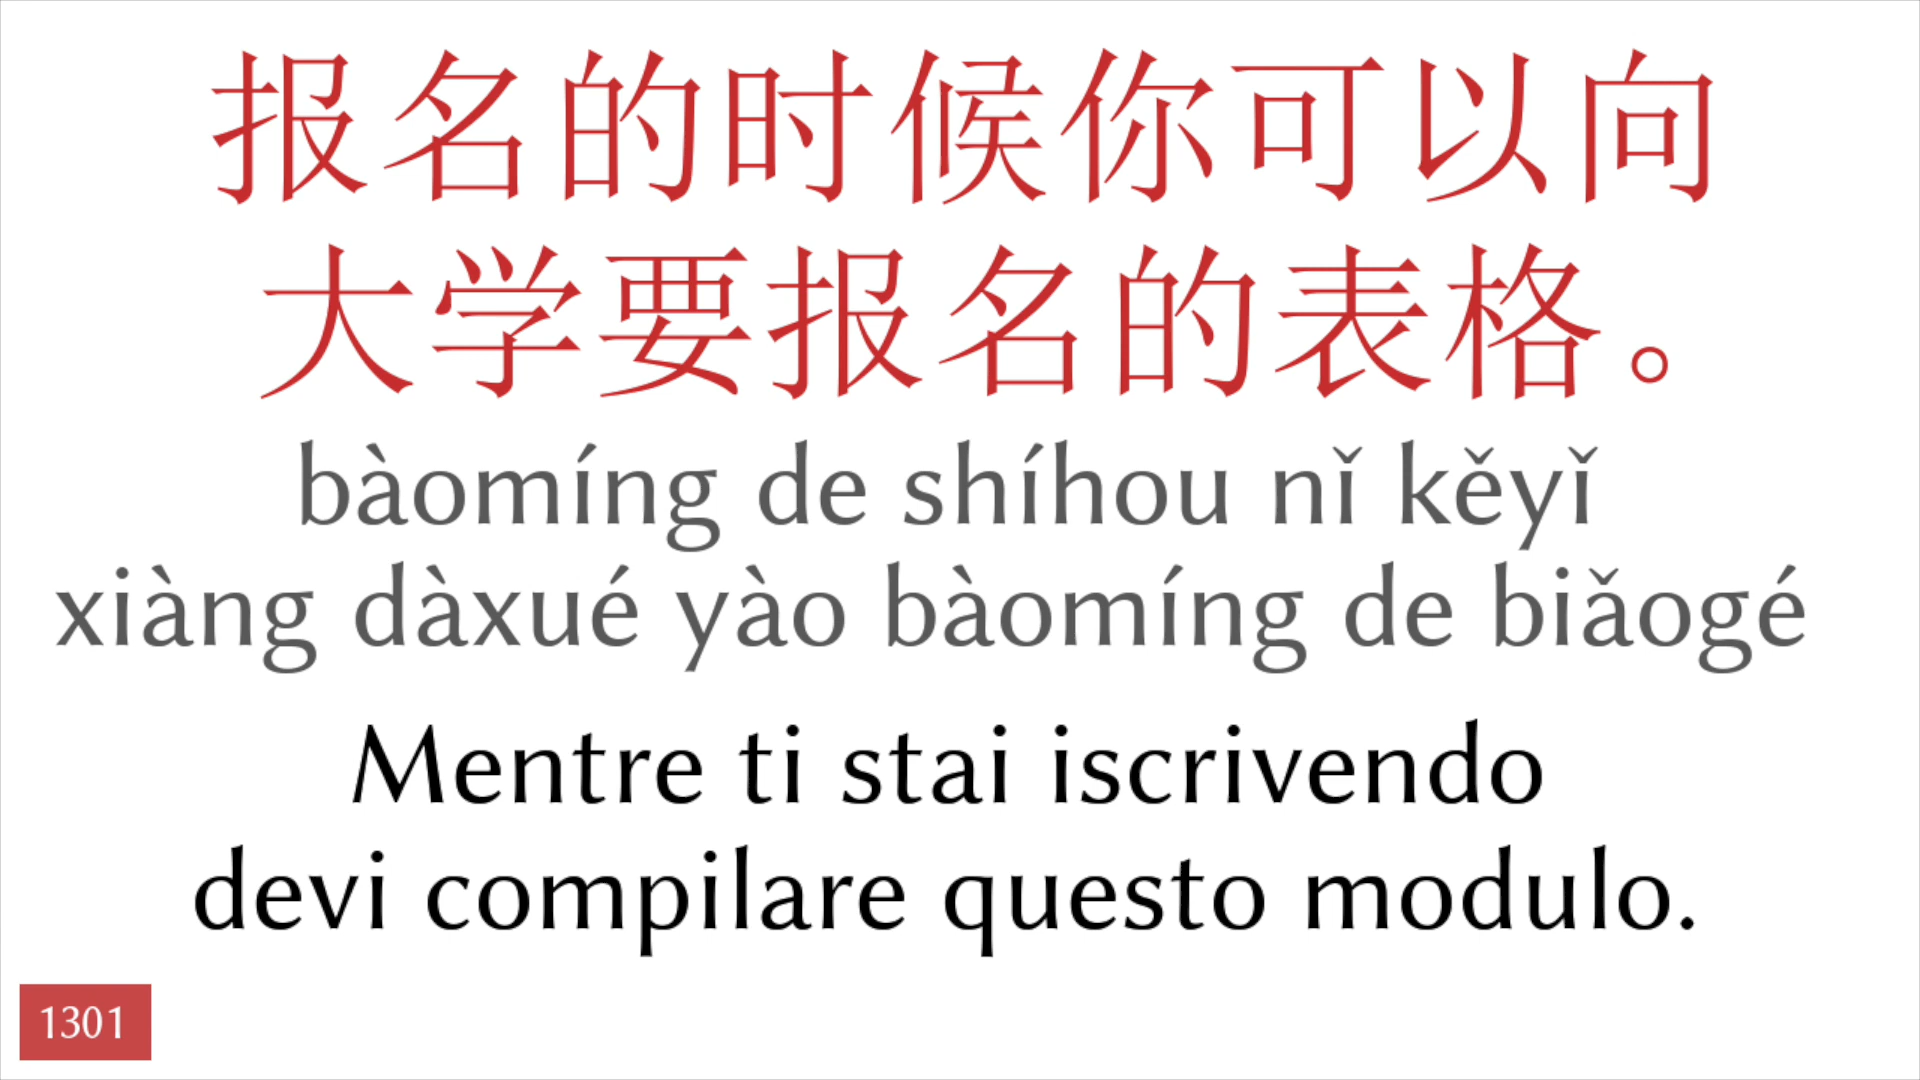 报名的时候你可以向
大学要报名的表格。
bàomíng de shíhou nǐ kěyǐ
xiàng dàxué yào bàomíng de biǎogé
Mentre ti stai iscrivendo
devi compilare questo modulo.
1301